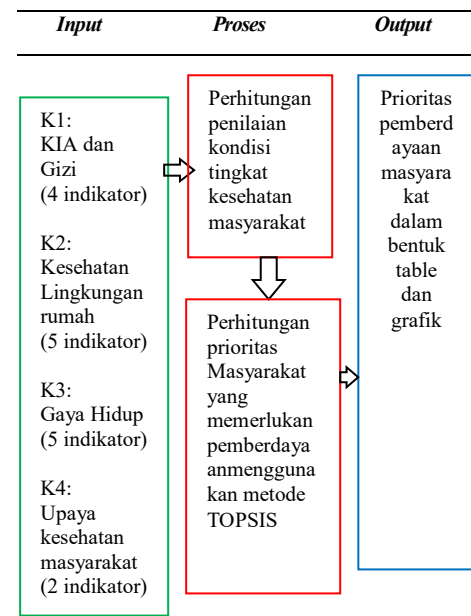 Input Proses Output
K1:
KIA dan
Gizi
(4 indikator)
K2:
Kesehatan
Lingkungan
rumah
(5 indikator)
K3:
Gaya Hidup
(5 indikator)
K4:
Upaya
kesehatan
masyarakat
(2 indikator)
Perhitungan
penilaian
kondisi
tingkat
kesehatan
masyarakat
Perhitungan
prioritas
Masyarakat
yang
memerlukan
pemberdaya
anmengguna
kan metode
TOPSIS
Prioritas
pemberd
ayaan
masyara
kat
dalam
bentuk
table
dan
grafik